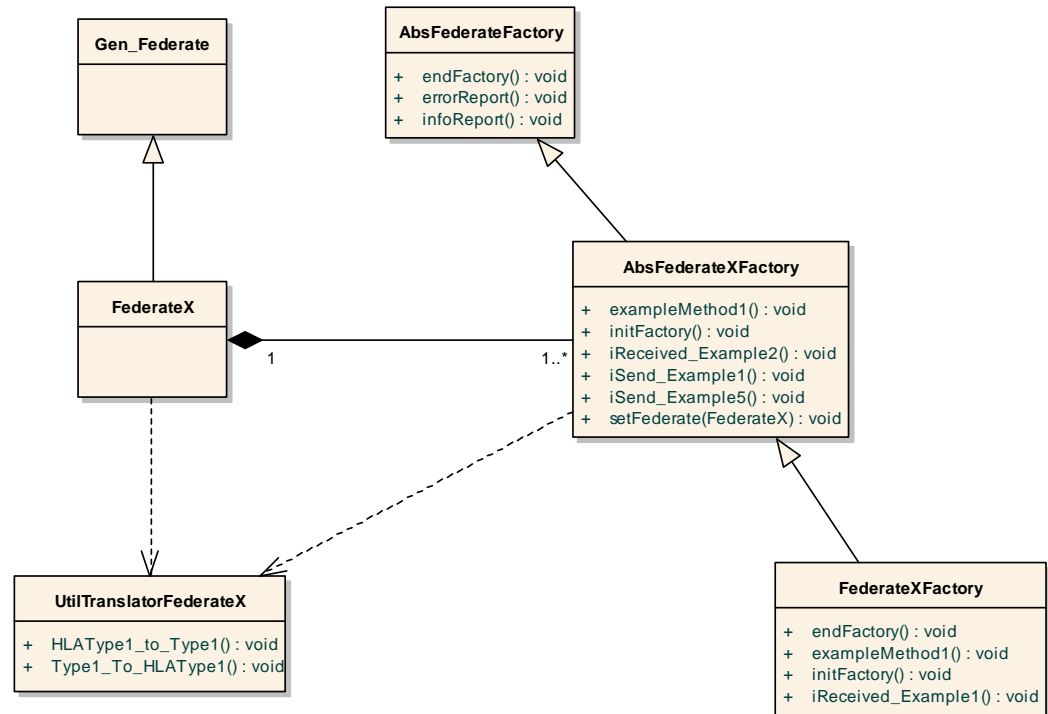 Gen_Federate
AbsFederateFactory
+ endFactory() : void
+ errorReport() : void
+ infoReport() : void
FederateX
1
1..*
AbsFederateXFactory
+ exampleMethod1() : void
+ initFactory() : void
+ iReceived_Example2() : void
+ iSend_Example1() : void
+ iSend_Example5() : void
+ setFederate(FederateX) : void
UtilTranslatorFederateX
+ HLAType1_to_Type1() : void
+ Type1_To_HLAType1() : void
FederateXFactory
+ endFactory() : void
+ exampleMethod1() : void
+ initFactory() : void
+ iReceived_Example1() : void